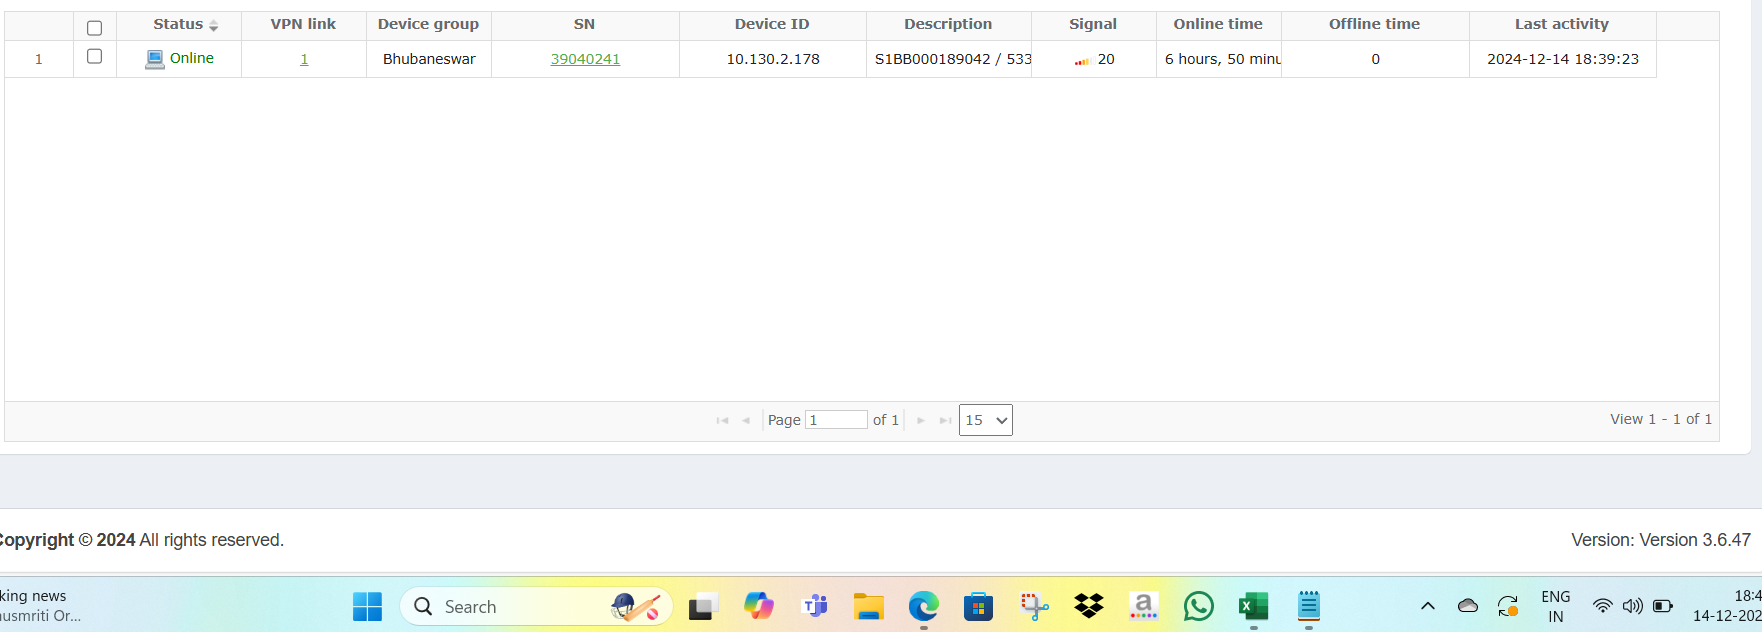 Status VPN link Device group SN Device ID Description Signal Online time Offline time Last activity
1 Online 1 Bhubaneswar 39040241 10.130.2.178 S1BB000189042 / 533 20 6 hours, 50 minu 0 2024-12-14 18:39:23
Page 1 of 1 15 View 1 - 1 of 1
Copyright © 2024 All rights reserved. Version: Version 3.6.47
king news
usmriti Or...
Search
ENG
IN
18:4
14-12-202